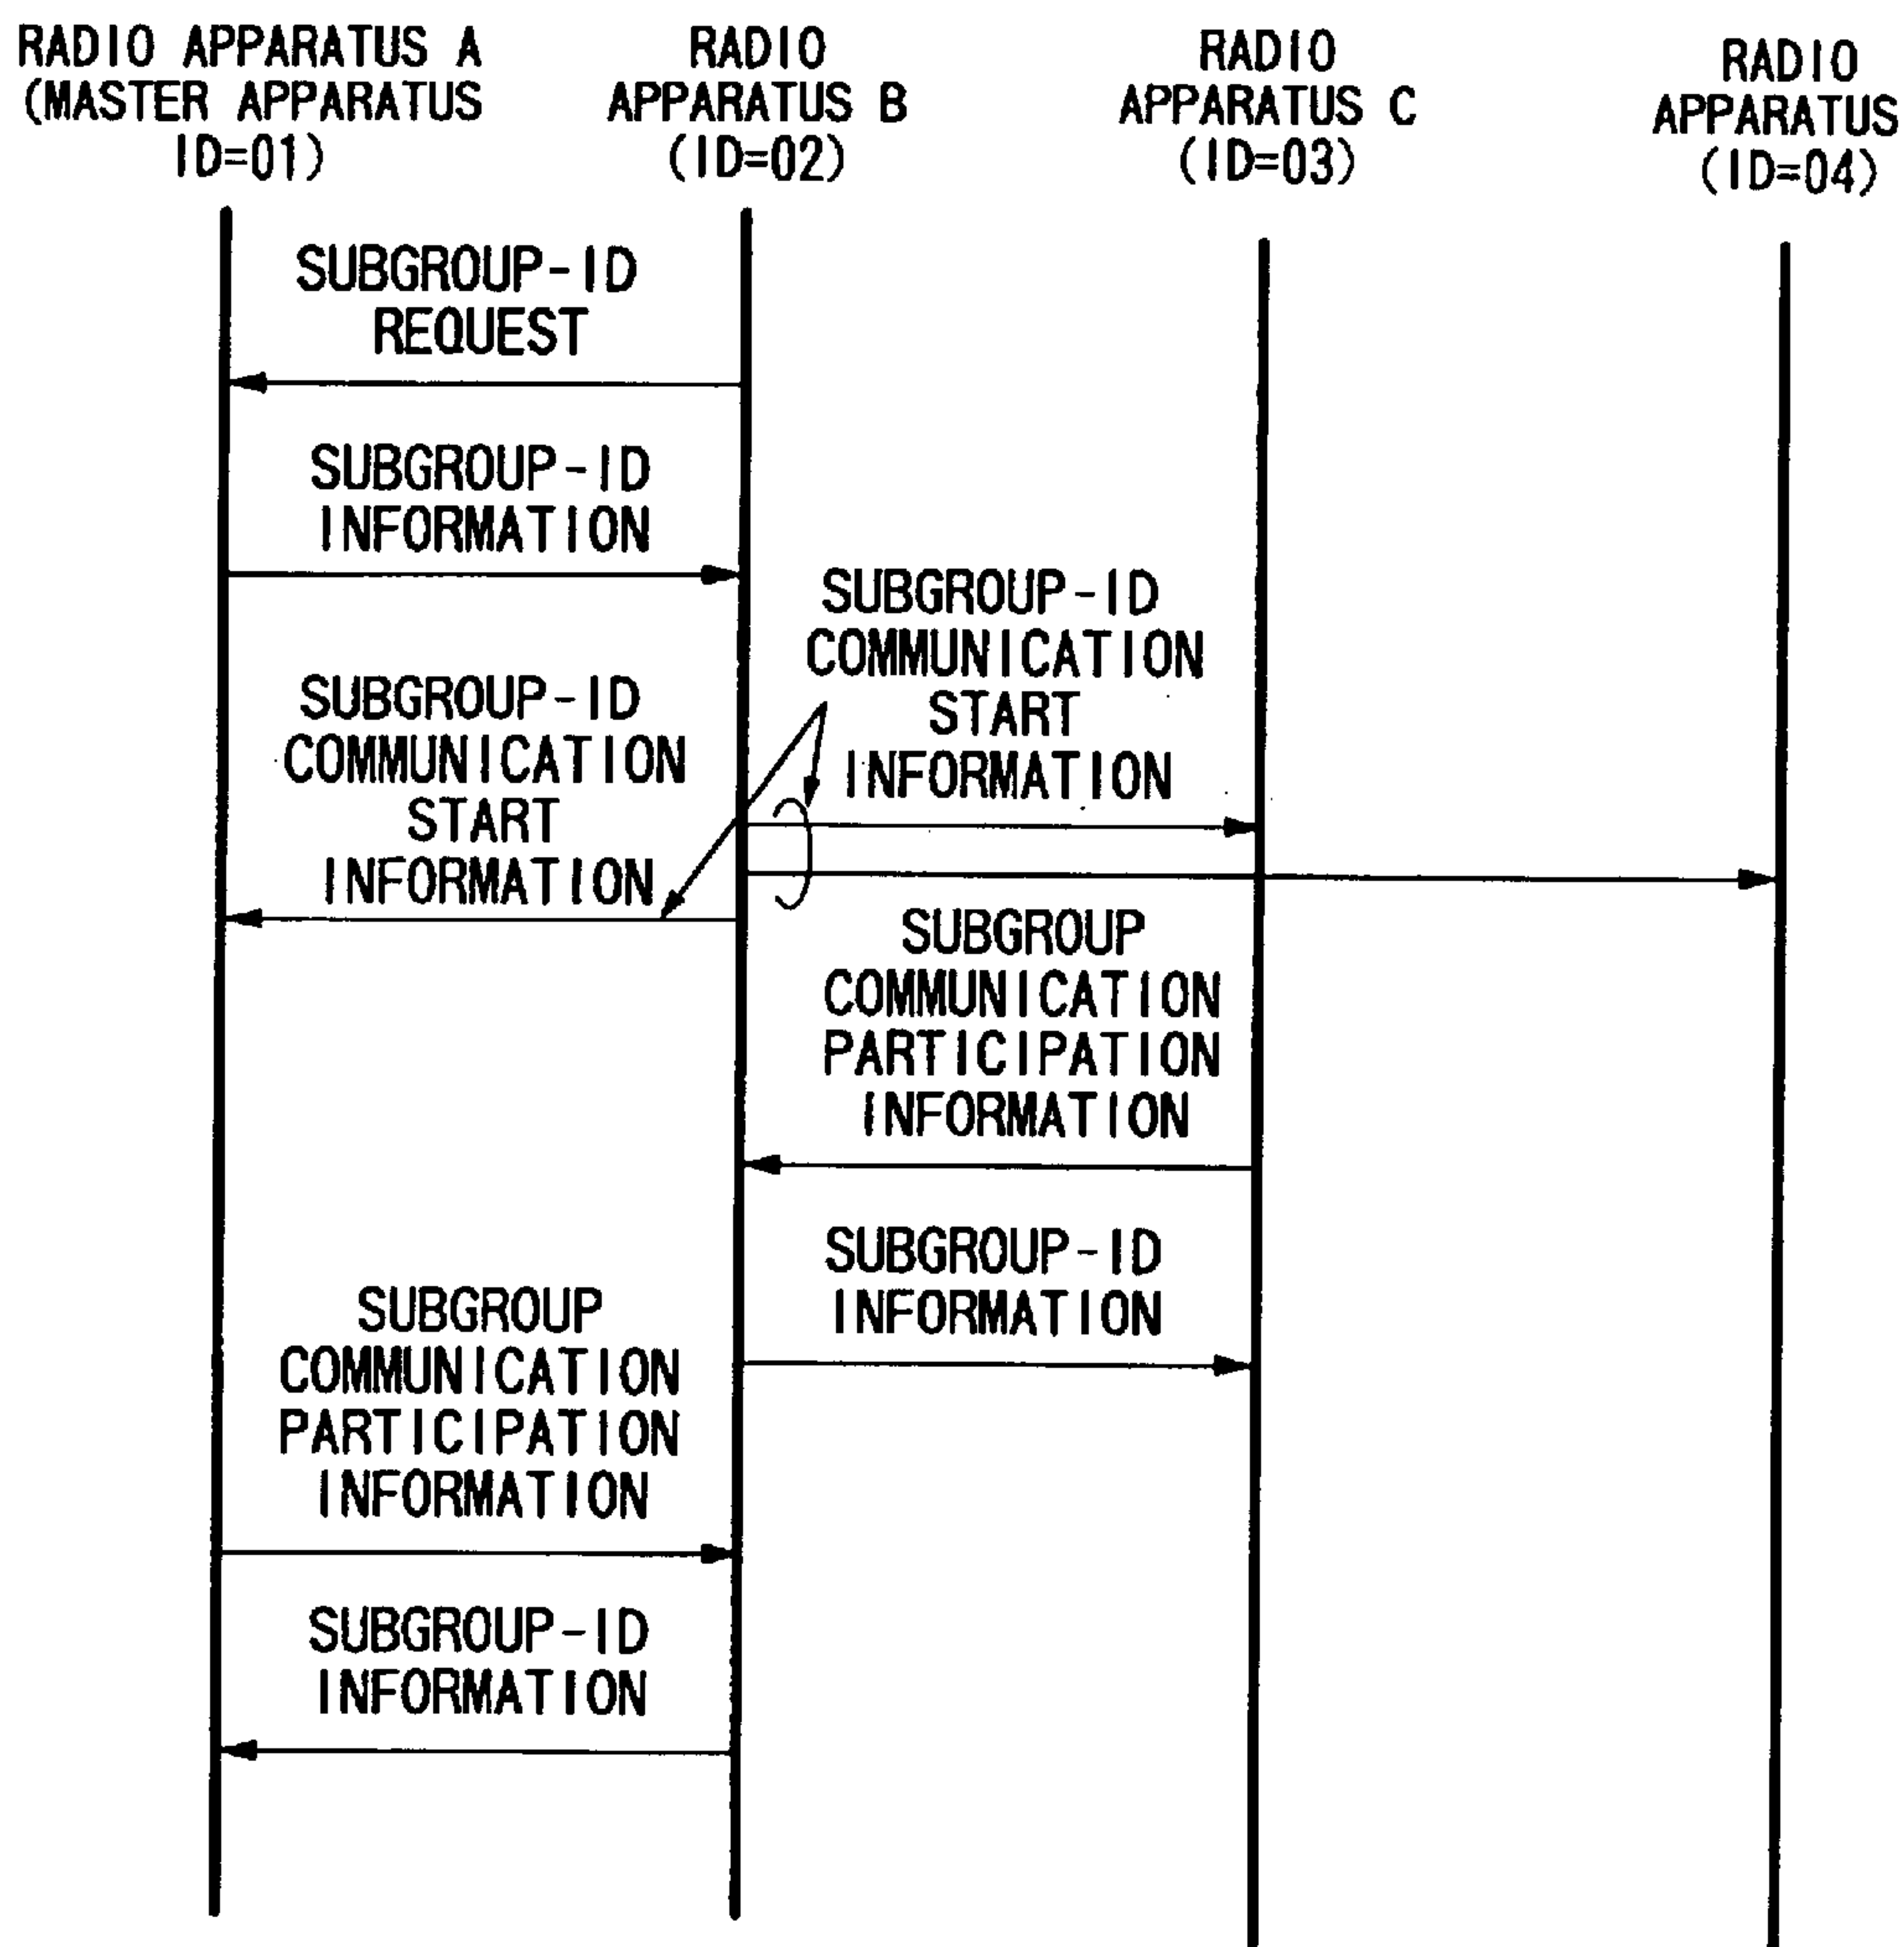 RADIO APPARATUS A
(MASTER APPARATUS
ID=01)
RADIO
APPARATUS B
(ID=02)
RADIO
APPARATUS C
(ID=03)
RADIO
APPARATUS
(ID=04)
SUBGROUP-ID
REQUEST
SUBGROUP-ID
INFORMATION
SUBGROUP-ID
COMMUNICATION
START
INFORMATION
SUBGROUP-ID
COMMUNICATION
START
INFORMATION
SUBGROUP
COMMUNICATION
PARTICIPATION
INFORMATION
SUBGROUP-ID
INFORMATION
SUBGROUP
COMMUNICATION
PARTICIPATION
INFORMATION
SUBGROUP-ID
INFORMATION